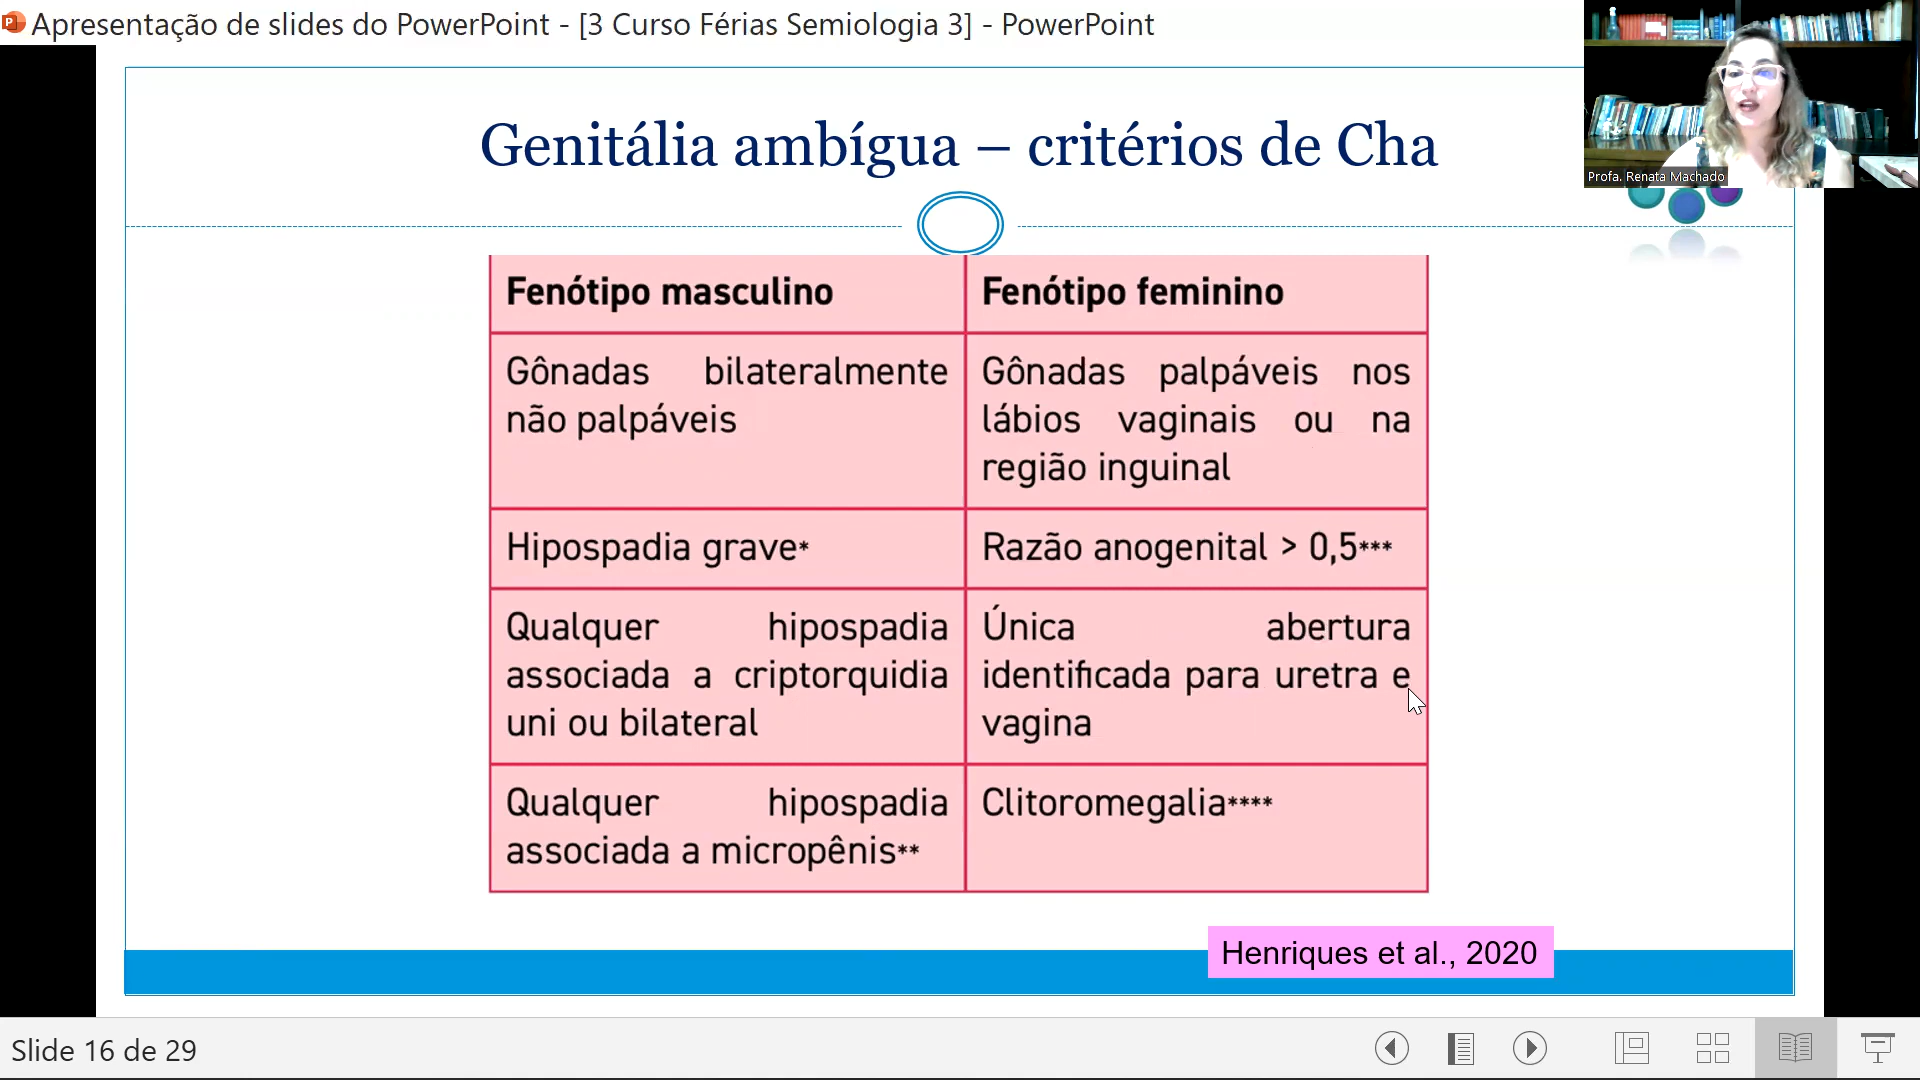 Apresentação de slides do PowerPoint - [3 Curso Férias Semiologia 3] - PowerPoint
Profa. Renata Machado
Genitália ambígua – critérios de Cha
Fenótipo masculino
Fenótipo feminino
Gônadas bilateralmente
não palpáveis
Gônadas palpáveis nos
lábios vaginais ou na
região inguinal
Hipospadia grave*
Razão anogenital > 0,5***
Qualquer hipospadia
associada a criptorquidia
uni ou bilateral
Única abertura
identificada para uretra e
vagina
Qualquer hipospadia
associada a micropênis**
Clitoromegalia****
Henriques et al., 2020
Slide 16 de 29